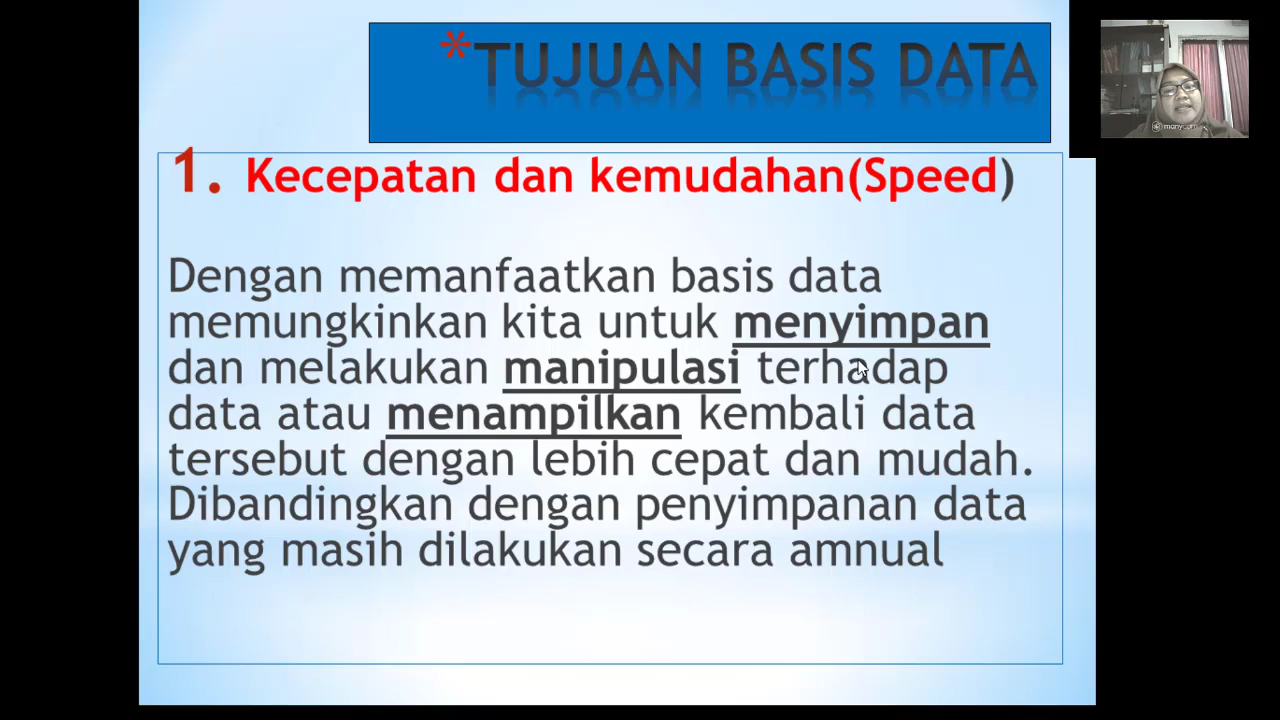 *TUJUAN BASIS DATA
1. Kecepatan dan kemudahan(Speed)
Dengan memanfaatkan basis data
memungkinkan kita untuk menyimpan
dan melakukan manipulasi terhadap
data atau menampilkan kembali data
tersebut dengan lebih cepat dan mudah.
Dibandingkan dengan penyimpanan data
yang masih dilakukan secara amnual